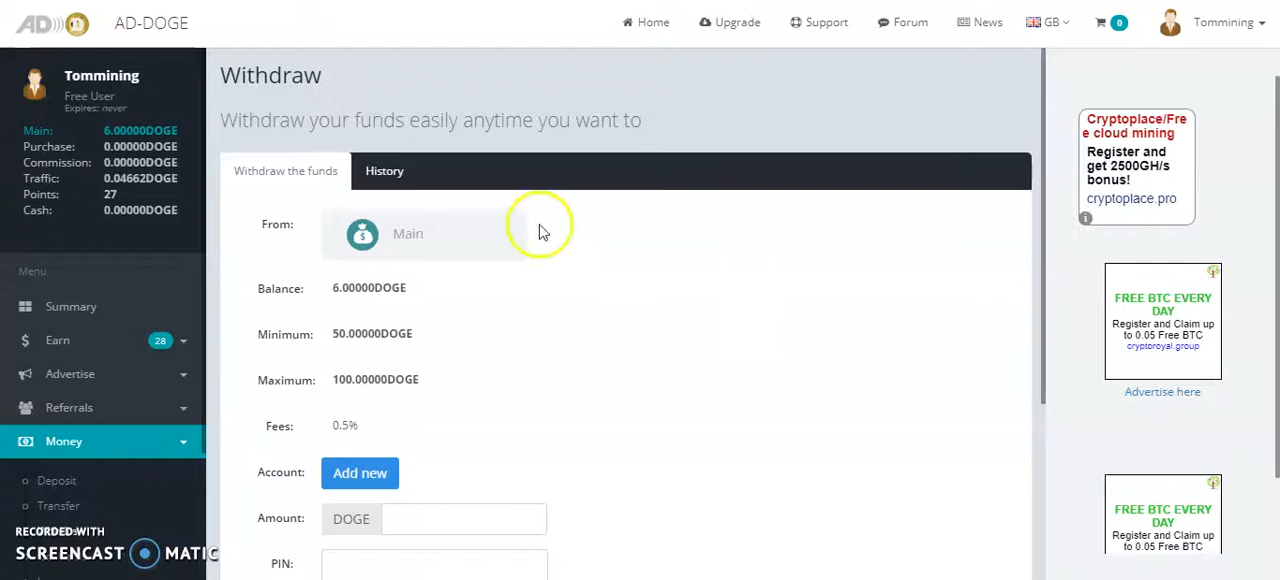 AD
AD-DOGE
Home
Upgrade
Support
Forum
News
GB
0
Tommining
Tommining
Free User
Expires: never
Main: 6.00000DOGE
Purchase: 0.00000DOGE
Commission: 0.00000DOGE
Traffic: 0.04662DOGE
Points: 27
Cash: 0.00000DOGE
Menu
Summary
Earn 28
Advertise
Referrals
Money
Deposit
Transfer
RECORDED WITH
SCREENCAST MATIC
Withdraw
Withdraw your funds easily anytime you want to
Withdraw the funds
History
From: Main
Balance: 6.00000DOGE
Minimum: 50.00000DOGE
Maximum: 100.00000DOGE
Fees: 0.5%
Account: Add new
Amount: DOGE
PIN:
Cryptoplace/Fre
e cloud mining
Register and
get 2500GH/s
bonus!
cryptoplace.pro
FREE BTC EVERY
DAY
Register and Claim up
to 0.05 Free BTC
cryptoroyal.group
Advertise here
FREE BTC EVERY
DAY
Register and Claim up
to 0.05 Free BTC